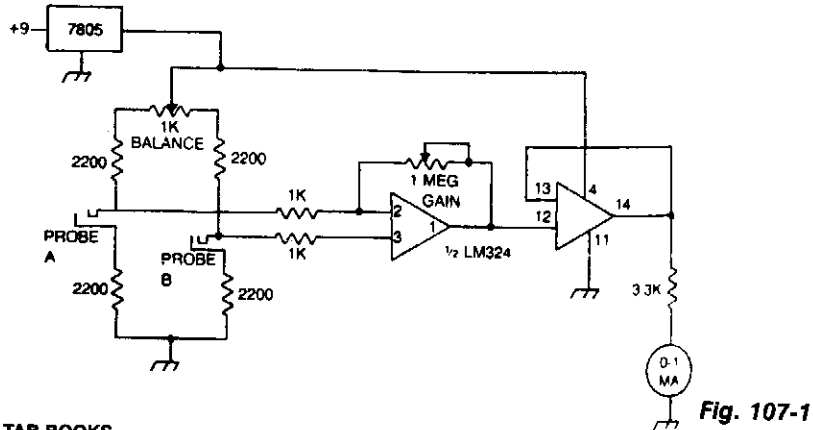 +9
7805
1K
BALANCE
2200
2200
1 MEG
GAIN
1K
1K
2
3
1
½ LM324
13
12
4
14
11
PROBE
A
PROBE
B
2200
2200
3 3K
0-1
MA
Fig. 107-1
TAB BOOKS